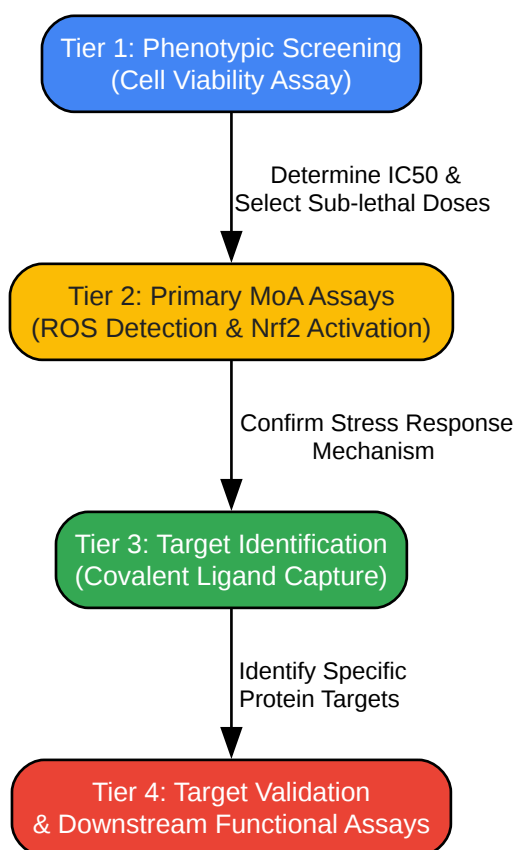 Tier 1: Phenotypic Screening
(Cell Viability Assay)
Determine IC50 &
Select Sub-lethal Doses
Tier 2: Primary MoA Assays
(ROS Detection & Nrf2 Activation)
Confirm Stress Response
Mechanism
Tier 3: Target Identification
(Covalent Ligand Capture)
Identify Specific
Protein Targets
Tier 4: Target Validation
& Downstream Functional Assays